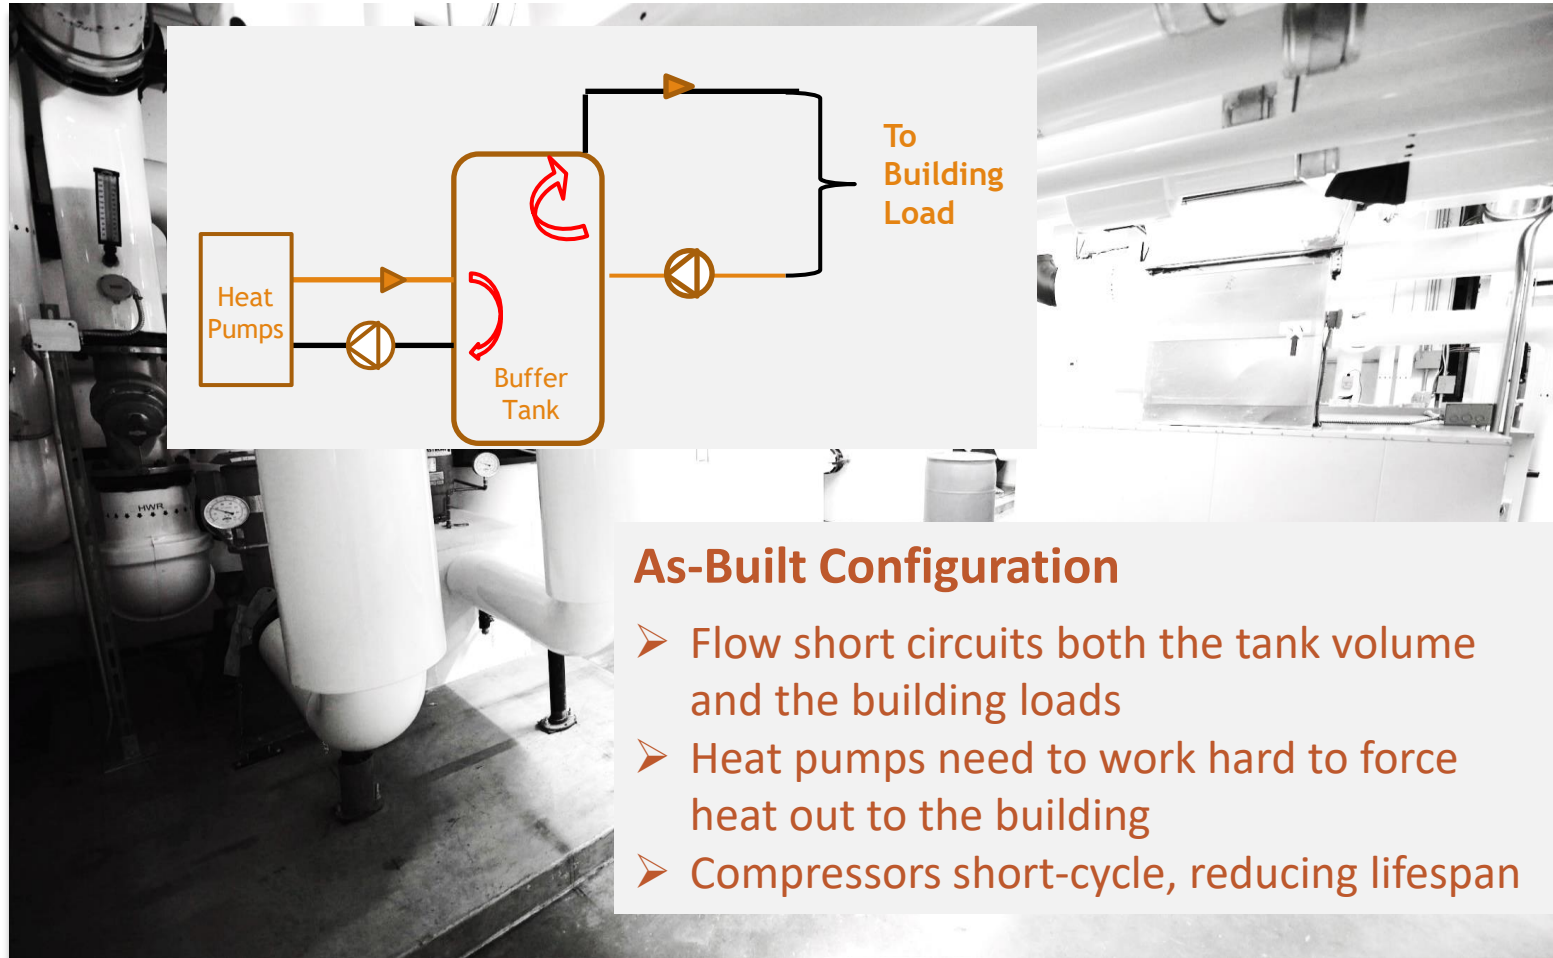 To
Building
Load
Heat
Pumps
Buffer
Tank
HWR
As-Built Configuration
➢ Flow short circuits both the tank volume
and the building loads
➢ Heat pumps need to work hard to force
heat out to the building
➢ Compressors short-cycle, reducing lifespan